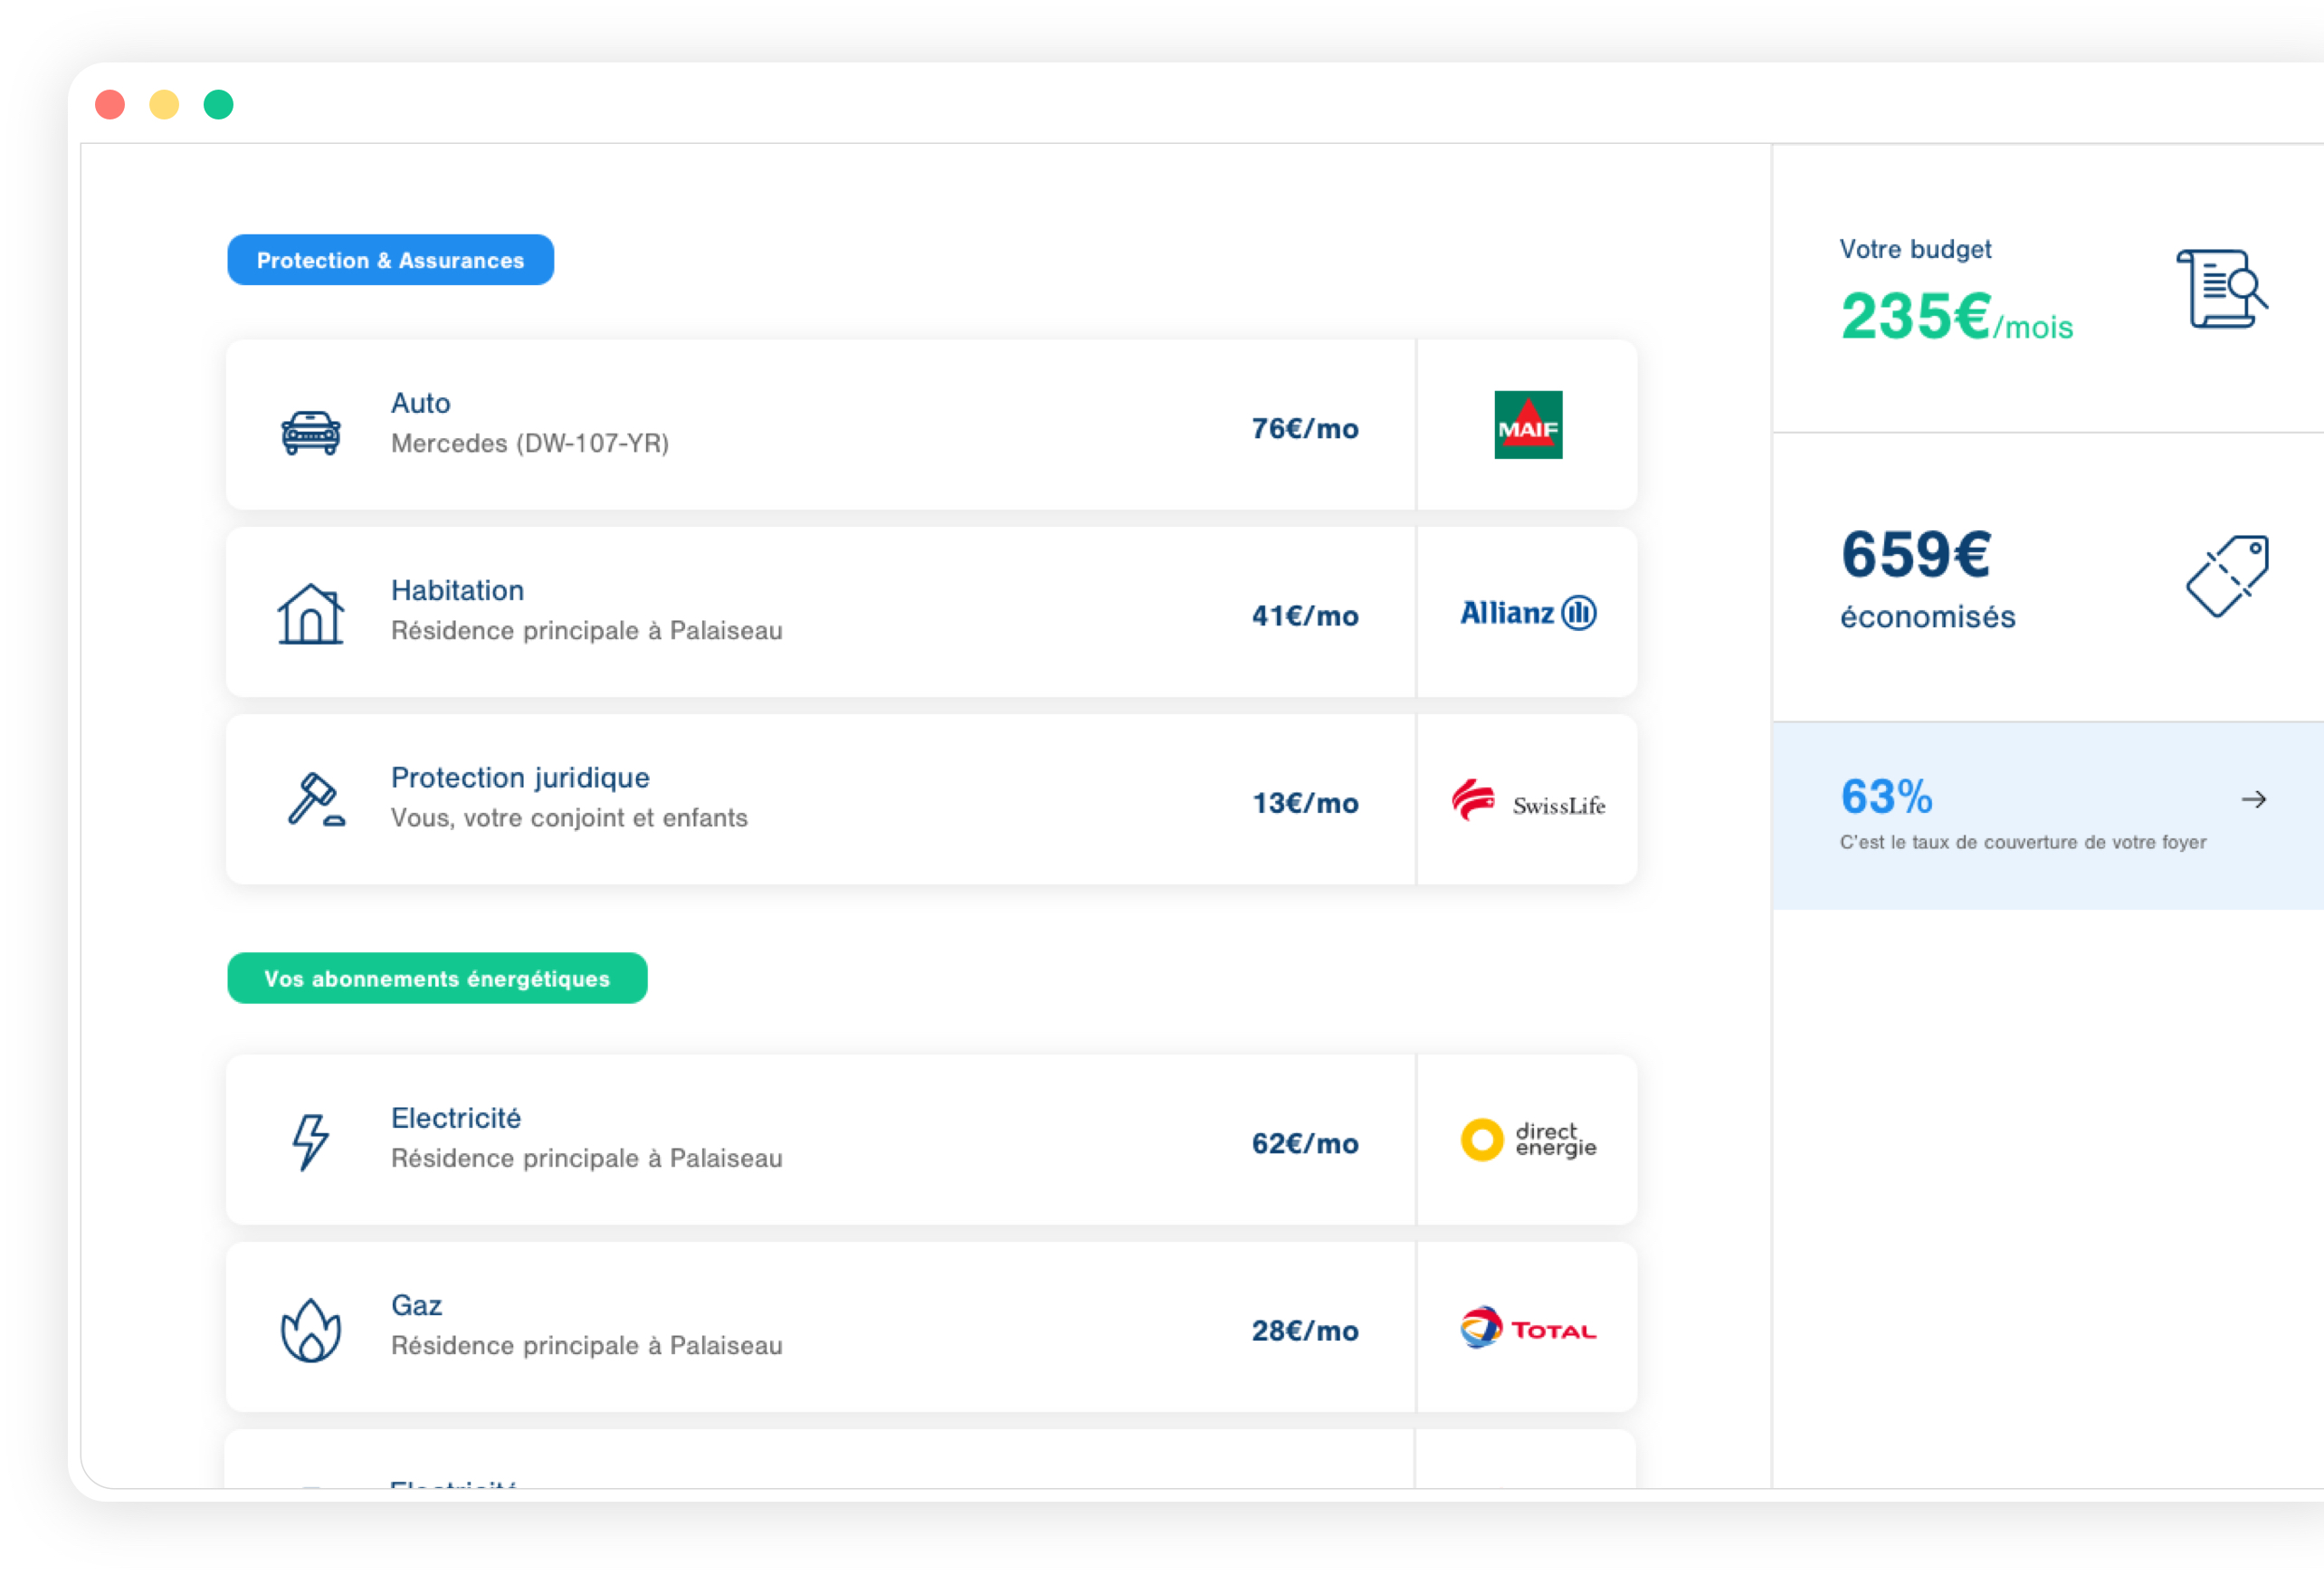 Protection & Assurances
Auto
Mercedes (DW-107-YR)
76€/mo
MAIF
Habitation
Résidence principale à Palaiseau
41€/mo
Allianz
Protection juridique
Vous, votre conjoint et enfants
13€/mo
SwissLife
Vos abonnements énergétiques
Electricité
Résidence principale à Palaiseau
62€/mo
direct
energie
Gaz
Résidence principale à Palaiseau
28€/mo
TOTAL
Electricité
Votre budget
235€/mois
659€
économisés
63%
C'est le taux de couverture de votre foyer